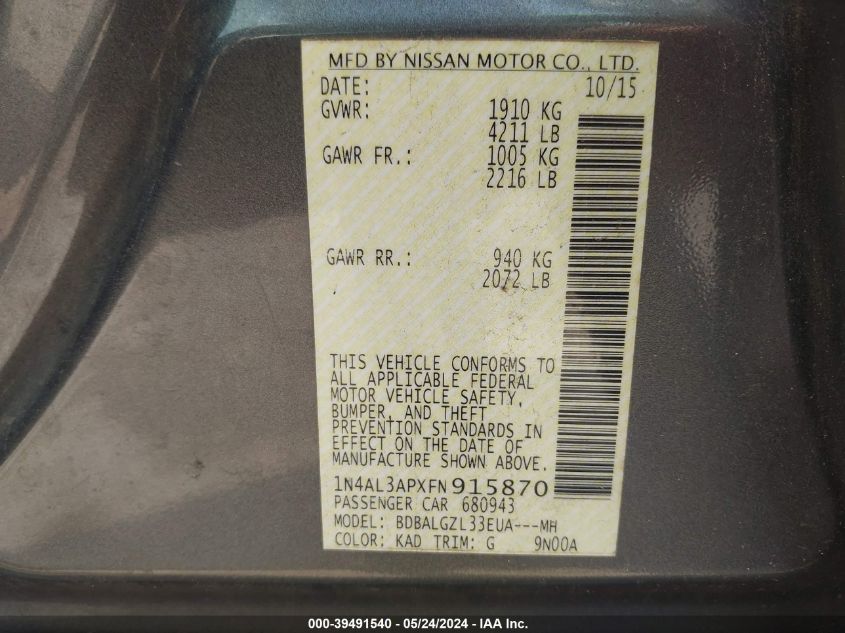 MFD BY NISSAN MOTOR CO., LTD.
DATE: 10/15
GVWR: 1910 KG
4211 LB
GAWR FR.: 1005 KG
2216 LB
GAWR RR.: 940 KG
2072 LB
THIS VEHICLE CONFORMS TO
ALL APPLICABLE FEDERAL
MOTOR VEHICLE SAFETY,
BUMPER, AND THEFT
PREVENTION STANDARDS IN
EFFECT ON THE DATE OF
MANUFACTURE SHOWN ABOVE.
1N4AL3APXFN915870
PASSENGER CAR 680943
MODEL: BDBALGZL33EUA---MH
COLOR: KAD TRIM: G 9N00A
000-39491540 - 05/24/2024 - IAA Inc.